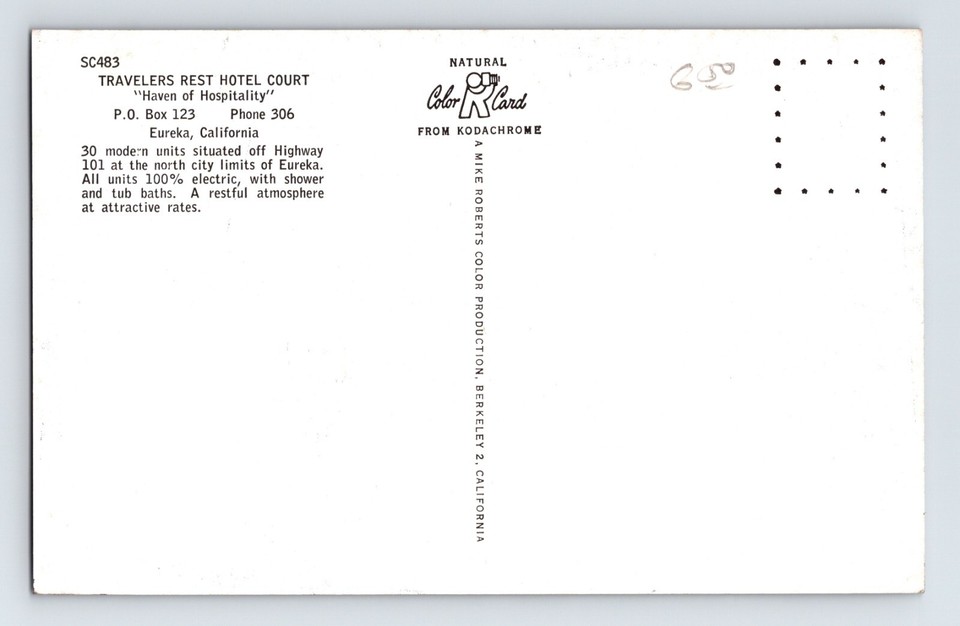 SC483
TRAVELERS REST HOTEL COURT
"Haven of Hospitality"
P.O. Box 123 Phone 306
Eureka, California
30 modern units situated off Highway
101 at the north city limits of Eureka.
All units 100% electric, with shower
and tub baths. A restful atmosphere
at attractive rates.
NATURAL
Color Card
FROM KODACHROME
A MIKE ROBERTS COLOR PRODUCTION, BERKELEY 2, CALIFORNIA
650